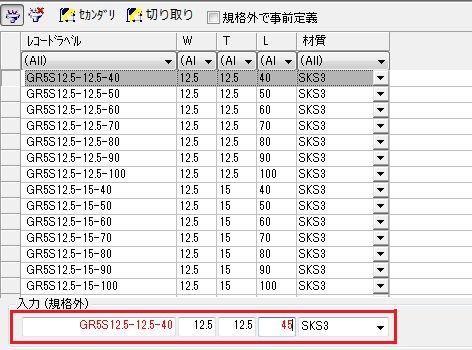 ｾｶﾝﾀﾞﾘ 切り取り 規格外で事前定義
ﾚｺｰﾄﾞﾗﾍﾞﾙ W T L 材質
(All) (Al (Al (Al (All)
GR5S12.5-12.5-40 12.5 12.5 40 SKS3
GR5S12.5-12.5-50 12.5 12.5 50 SKS3
GR5S12.5-12.5-60 12.5 12.5 60 SKS3
GR5S12.5-12.5-70 12.5 12.5 70 SKS3
GR5S12.5-12.5-80 12.5 12.5 80 SKS3
GR5S12.5-12.5-90 12.5 12.5 90 SKS3
GR5S12.5-12.5-100 12.5 12.5 100 SKS3
GR5S12.5-15-40 12.5 15 40 SKS3
GR5S12.5-15-50 12.5 15 50 SKS3
GR5S12.5-15-60 12.5 15 60 SKS3
GR5S12.5-15-70 12.5 15 70 SKS3
GR5S12.5-15-80 12.5 15 80 SKS3
GR5S12.5-15-90 12.5 15 90 SKS3
GR5S12.5-15-100 12.5 15 100 SKS3
入力 (規格外)
GR5S12.5-12.5-40 12.5 12.5 45 SKS3